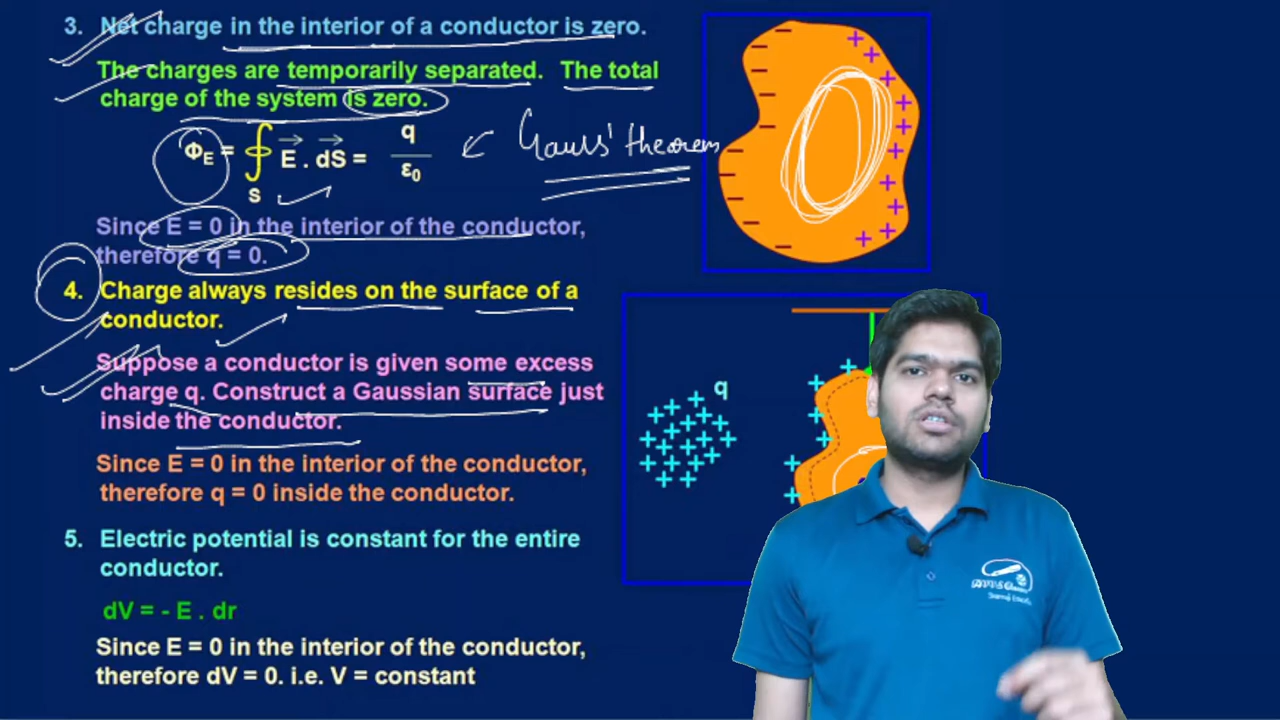 3. Net charge in the interior of a conductor is zero.
The charges are temporarily separated. The total
charge of the system is zero.
ΦE = ∮S E⃗ . dS⃗ = q / ε0
Gauss' theorem
Since E = 0 in the interior of the conductor,
therefore q = 0.
4. Charge always resides on the surface of a
conductor.
Suppose a conductor is given some excess
charge q. Construct a Gaussian surface just
inside the conductor.
q
Since E = 0 in the interior of the conductor,
therefore q = 0 inside the conductor.
5. Electric potential is constant for the entire
conductor.
dV = - E . dr
Since E = 0 in the interior of the conductor,
therefore dV = 0. i.e. V = constant